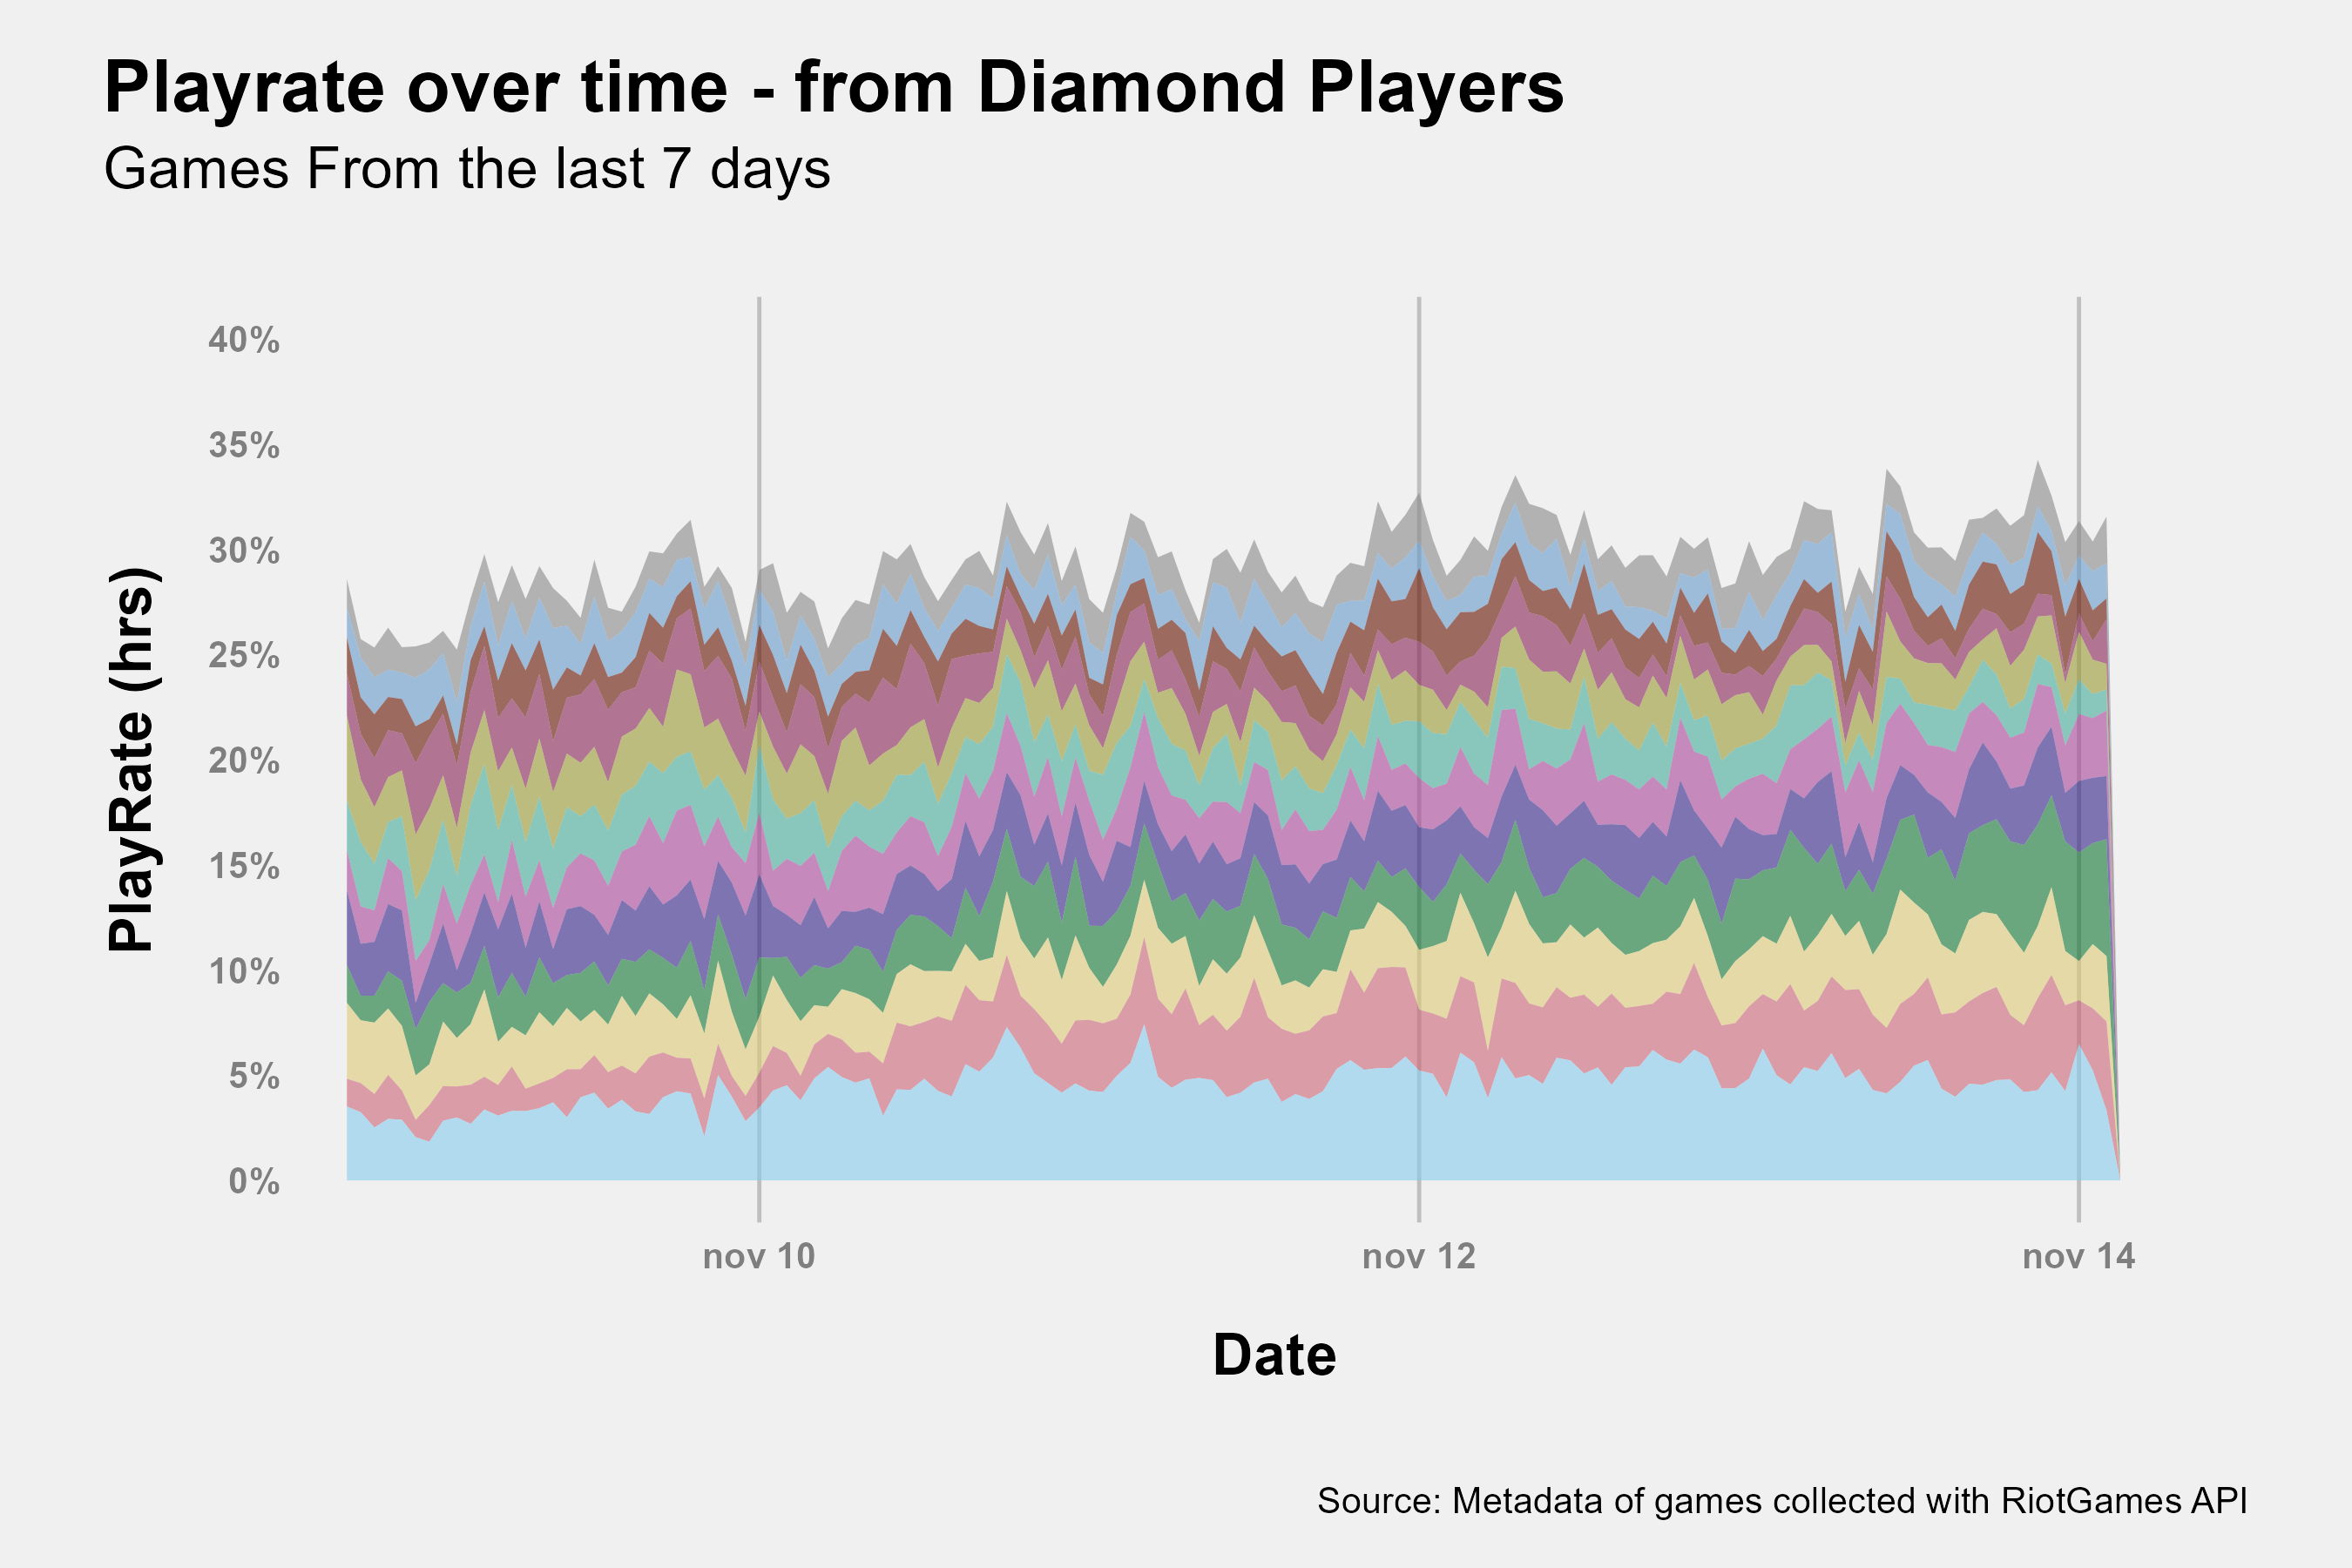 Playrate over time - from Diamond Players
Games From the last 7 days
40%
35%
30%
25%
20%
15%
10%
5%
0%
PlayRate (hrs)
nov 10
nov 12
nov 14
Date
Source: Metadata of games collected with RiotGames API